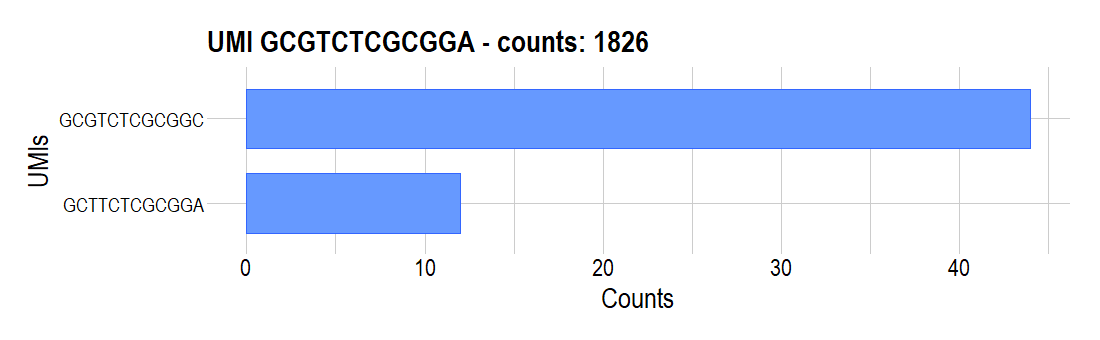 UMI GCGTCTCGCGGA - counts: 1826
UMIs
GCGTCTCGCGGC
GCTTCTCGCGGA
0 10 20 30 40
Counts